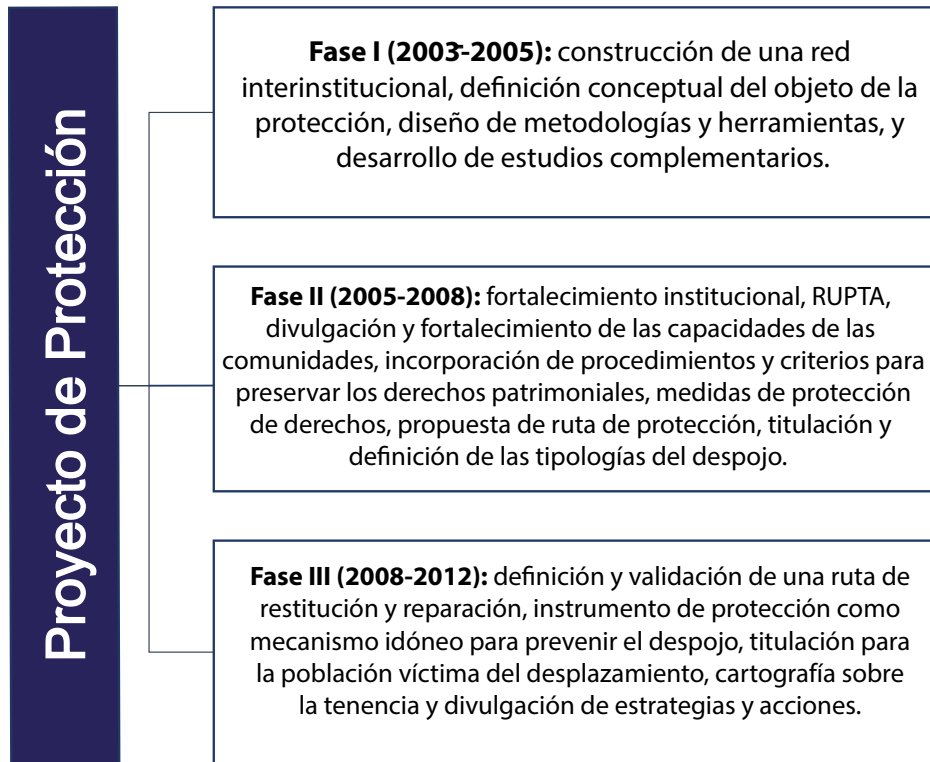 Proyecto de Protección
Fase I (2003-2005): construcción de una red
interinstitucional, definición conceptual del objeto de la
protección, diseño de metodologías y herramientas, y
desarrollo de estudios complementarios.
Fase II (2005-2008): fortalecimiento institucional, RUPTA,
divulgación y fortalecimiento de las capacidades de las
comunidades, incorporación de procedimientos y criterios para
preservar los derechos patrimoniales, medidas de protección
de derechos, propuesta de ruta de protección, titulación y
definición de las tipologías del despojo.
Fase III (2008-2012): definición y validación de una ruta de
restitución y reparación, instrumento de protección como
mecanismo idóneo para prevenir el despojo, titulación para
la población víctima del desplazamiento, cartografía sobre
la tenencia y divulgación de estrategias y acciones.